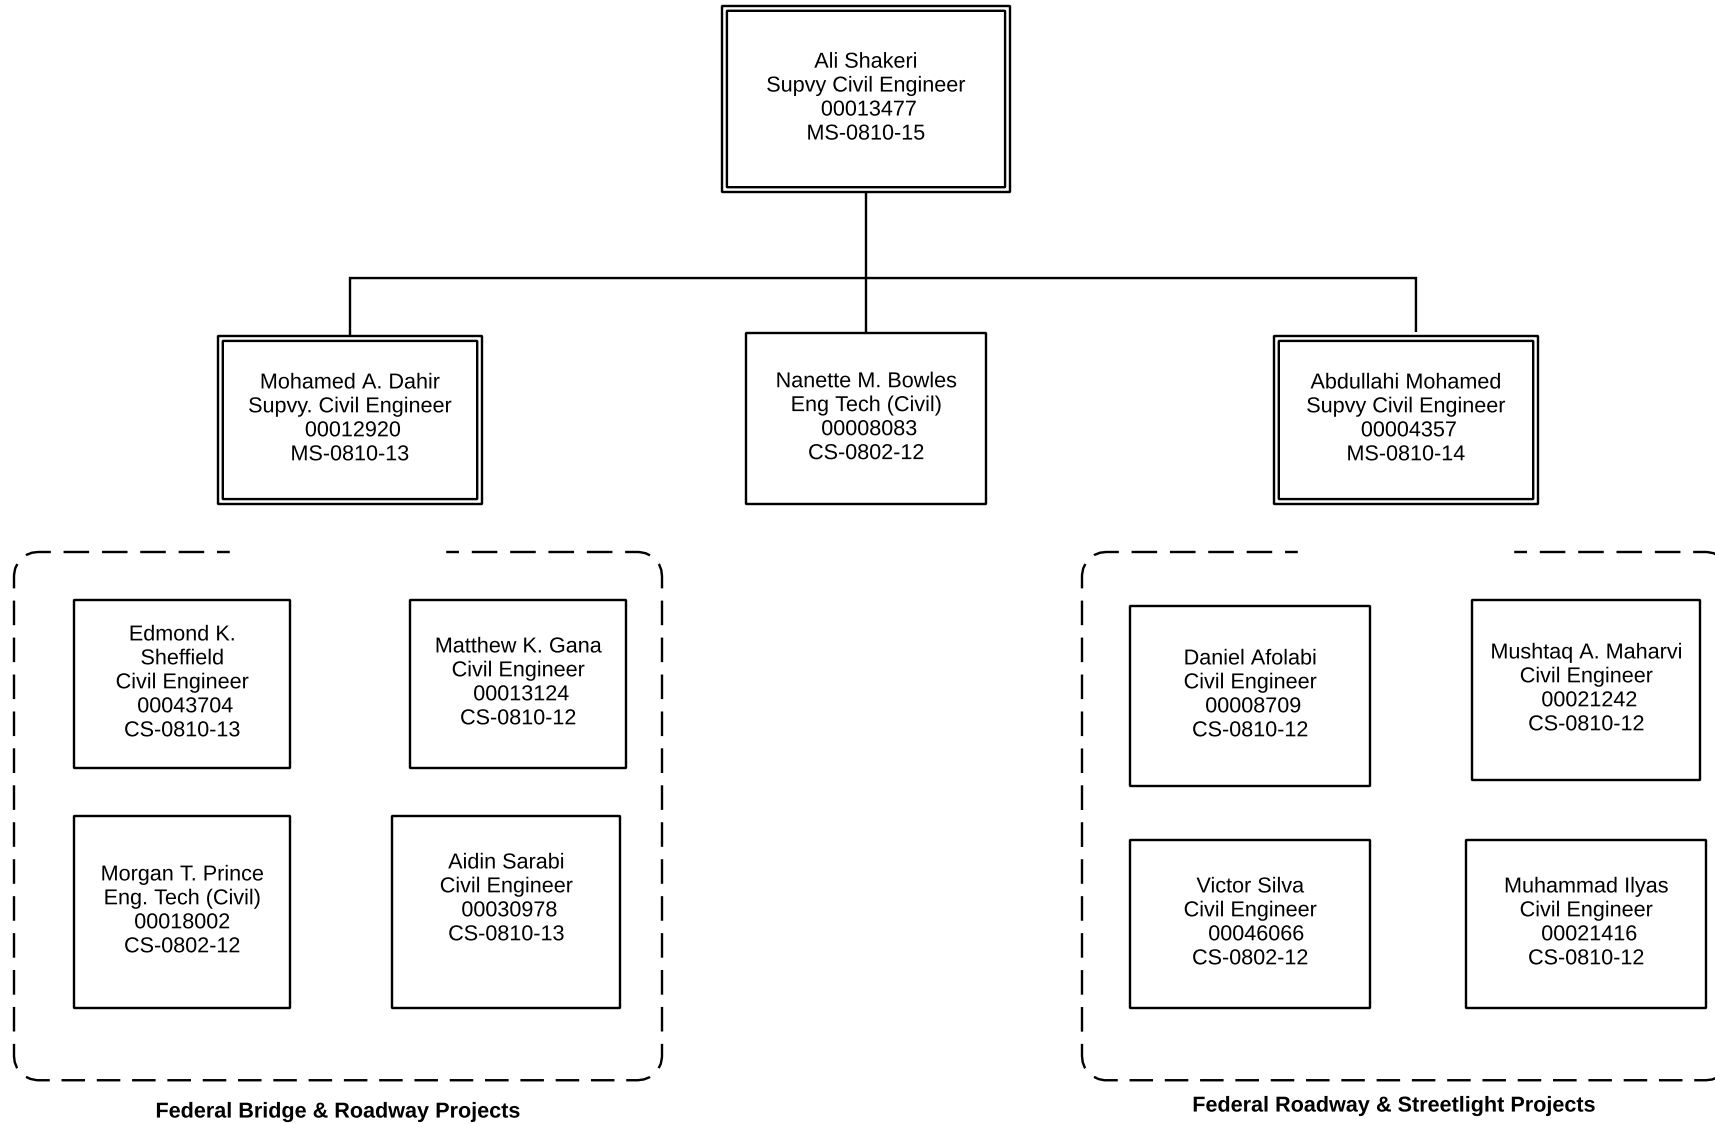 Ali Shakeri
Supvy Civil Engineer
00013477
MS-0810-15
Mohamed A. Dahir
Supvy. Civil Engineer
00012920
MS-0810-13
Nanette M. Bowles
Eng Tech (Civil)
00008083
CS-0802-12
Abdullahi Mohamed
Supvy Civil Engineer
00004357
MS-0810-14
Edmond K.
Sheffield
Civil Engineer
00043704
CS-0810-13
Matthew K. Gana
Civil Engineer
00013124
CS-0810-12
Morgan T. Prince
Eng. Tech (Civil)
00018002
CS-0802-12
Aidin Sarabi
Civil Engineer
00030978
CS-0810-13
Federal Bridge & Roadway Projects
Daniel Afolabi
Civil Engineer
00008709
CS-0810-12
Mushtaq A. Maharvi
Civil Engineer
00021242
CS-0810-12
Victor Silva
Civil Engineer
00046066
CS-0802-12
Muhammad Ilyas
Civil Engineer
00021416
CS-0810-12
Federal Roadway & Streetlight Projects